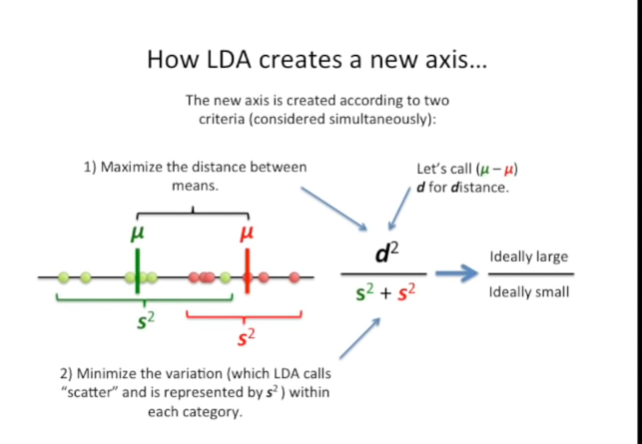 How LDA creates a new axis...
The new axis is created according to two
criteria (considered simultaneously):
1) Maximize the distance between
means.
Let's call (μ – μ)
d for distance.
μ
μ
d²
s² + s²
Ideally large
Ideally small
s²
s²
2) Minimize the variation (which LDA calls
"scatter" and is represented by s² ) within
each category.